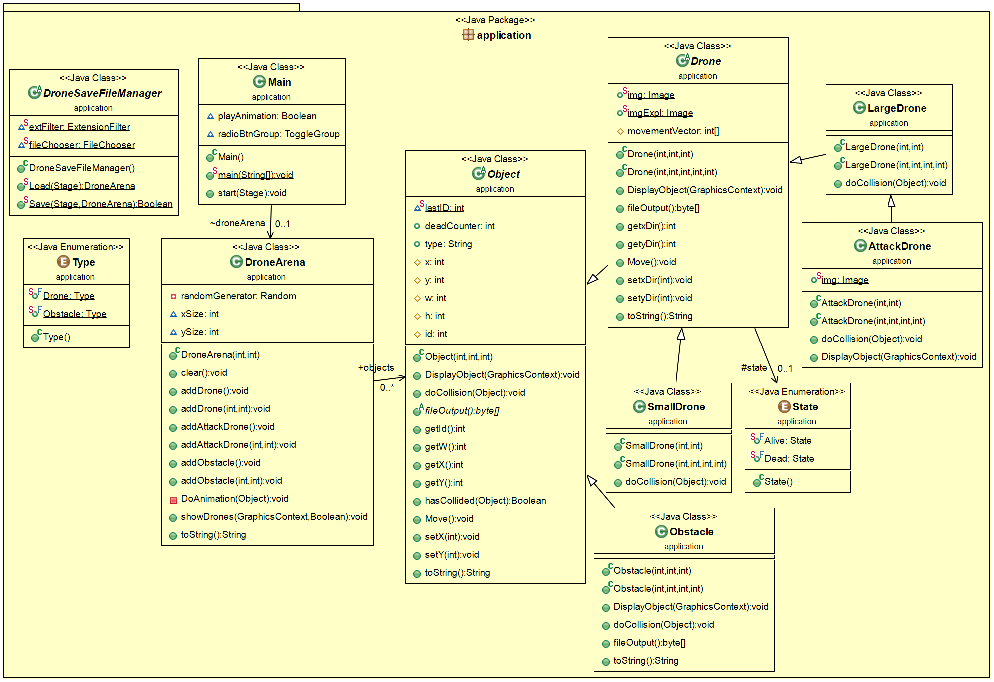 <<Java Package>>
application
<<Java Class>>
DroneSaveFileManager
application
extFilter: ExtensionFilter
fileChooser: FileChooser
DroneSaveFileManager()
Load(Stage):DroneArena
Save(Stage,DroneArena):Boolean
<<Java Class>>
Main
application
playAnimation: Boolean
radioBtnGroup: ToggleGroup
Main()
main(String[]):void
start(Stage):void
~droneArena
0..1
<<Java Enumeration>>
Type
application
Drone: Type
Obstacle: Type
Type()
<<Java Class>>
DroneArena
application
randomGenerator: Random
xSize: int
ySize: int
DroneArena(int,int)
clear():void
addDrone():void
addDrone(int,int):void
addAttackDrone():void
addAttackDrone(int,int):void
addObstacle():void
addObstacle(int,int):void
DoAnimation(Object):void
showDrones(GraphicsContext,Boolean):void
toString():String
+objects
0..*
<<Java Class>>
Object
application
lastID: int
deadCounter: int
type: String
x: int
y: int
w: int
h: int
id: int
Object(int,int,int)
DisplayObject(GraphicsContext):void
doCollision(Object):void
fileOutput():byte[]
getId():int
getW():int
getX():int
getY():int
hasCollided(Object):Boolean
Move():void
setX(int):void
setY(int):void
toString():String
<<Java Class>>
Drone
application
img: Image
imgExpl: Image
movementVector: int[]
Drone(int,int,int)
Drone(int,int,int,int,int)
DisplayObject(GraphicsContext):void
fileOutput():byte[]
getxDir():int
getyDir():int
Move():void
setxDir(int):void
setyDir(int):void
toString():String
<<Java Class>>
LargeDrone
application
LargeDrone(int,int)
LargeDrone(int,int,int,int)
doCollision(Object):void
<<Java Class>>
AttackDrone
application
img: Image
AttackDrone(int,int)
AttackDrone(int,int,int,int)
doCollision(Object):void
DisplayObject(GraphicsContext):void
#state
0..1
<<Java Class>>
SmallDrone
application
SmallDrone(int,int)
SmallDrone(int,int,int,int)
doCollision(Object):void
<<Java Enumeration>>
State
application
Alive: State
Dead: State
State()
<<Java Class>>
Obstacle
application
Obstacle(int,int,int)
Obstacle(int,int,int,int)
DisplayObject(GraphicsContext):void
doCollision(Object):void
fileOutput():byte[]
toString():String